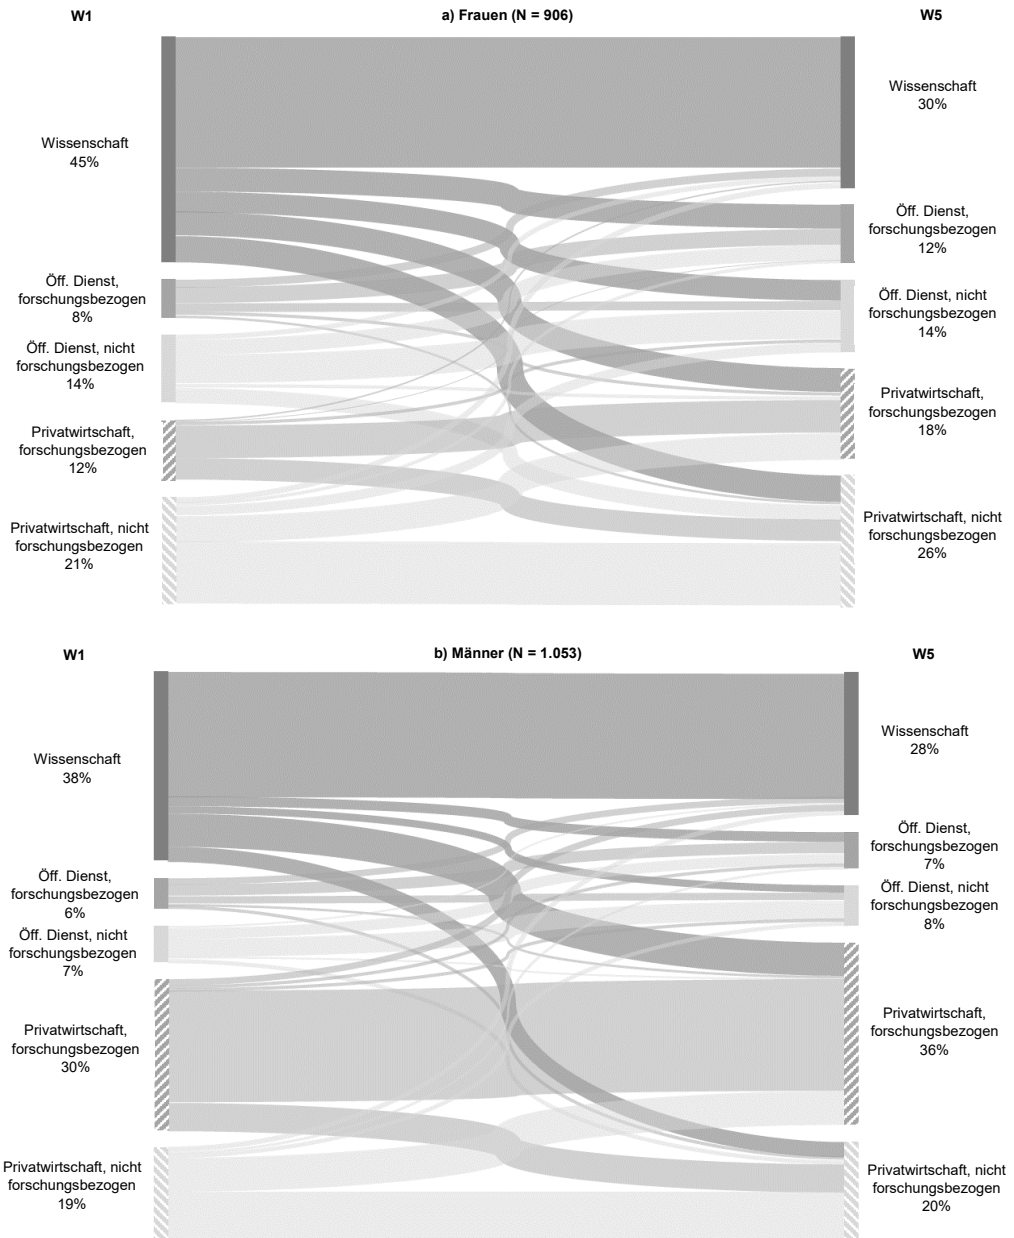 W1
a) Frauen (N = 906)
W5
Wissenschaft
45%
Öff. Dienst,
forschungsbezogen
8%
Öff. Dienst, nicht
forschungsbezogen
14%
Privatwirtschaft,
forschungsbezogen
12%
Privatwirtschaft, nicht
forschungsbezogen
21%
Wissenschaft
30%
Öff. Dienst,
forschungsbezogen
12%
Öff. Dienst, nicht
forschungsbezogen
14%
Privatwirtschaft,
forschungsbezogen
18%
Privatwirtschaft, nicht
forschungsbezogen
26%
W1
b) Männer (N = 1.053)
W5
Wissenschaft
38%
Öff. Dienst,
forschungsbezogen
6%
Öff. Dienst, nicht
forschungsbezogen
7%
Privatwirtschaft,
forschungsbezogen
30%
Privatwirtschaft, nicht
forschungsbezogen
19%
Wissenschaft
28%
Öff. Dienst,
forschungsbezogen
7%
Öff. Dienst, nicht
forschungsbezogen
8%
Privatwirtschaft,
forschungsbezogen
36%
Privatwirtschaft, nicht
forschungsbezogen
20%